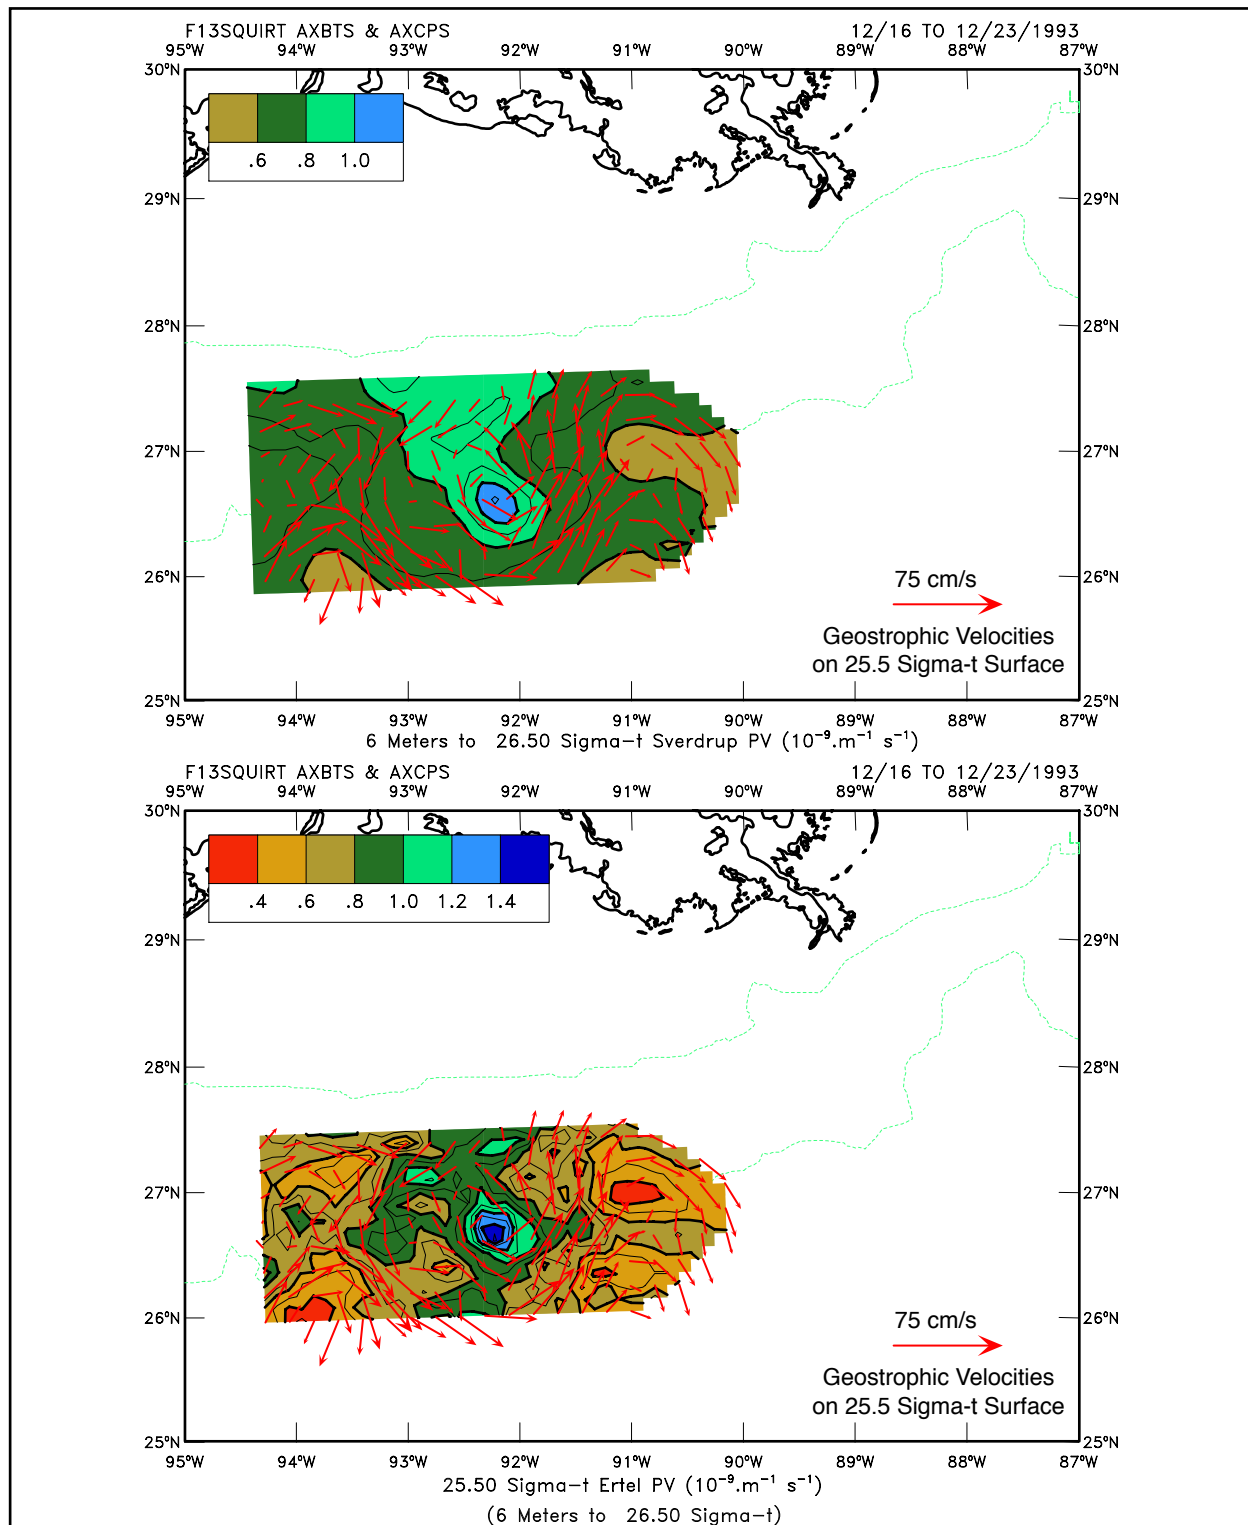 F13SQUIRT AXBTS & AXCPS 12/16 TO 12/23/1993
95°W 94°W 93°W 92°W 91°W 90°W 89°W 88°W 87°W
30°N 30°N
.6 .8 1.0
29°N 29°N
28°N 28°N
27°N 27°N
26°N 26°N
75 cm/s
Geostrophic Velocities
on 25.5 Sigma-t Surface
25°N 25°N
95°W 94°W 93°W 92°W 91°W 90°W 89°W 88°W 87°W
6 Meters to 26.50 Sigma-t Sverdrup PV (10⁻⁹.m⁻¹ s⁻¹)
F13SQUIRT AXBTS & AXCPS 12/16 TO 12/23/1993
95°W 94°W 93°W 92°W 91°W 90°W 89°W 88°W 87°W
30°N 30°N
.4 .6 .8 1.0 1.2 1.4
29°N 29°N
28°N 28°N
27°N 27°N
26°N 26°N
75 cm/s
Geostrophic Velocities
on 25.5 Sigma-t Surface
25°N 25°N
95°W 94°W 93°W 92°W 91°W 90°W 89°W 88°W 87°W
25.50 Sigma-t Ertel PV (10⁻⁹.m⁻¹ s⁻¹)
(6 Meters to 26.50 Sigma-t)